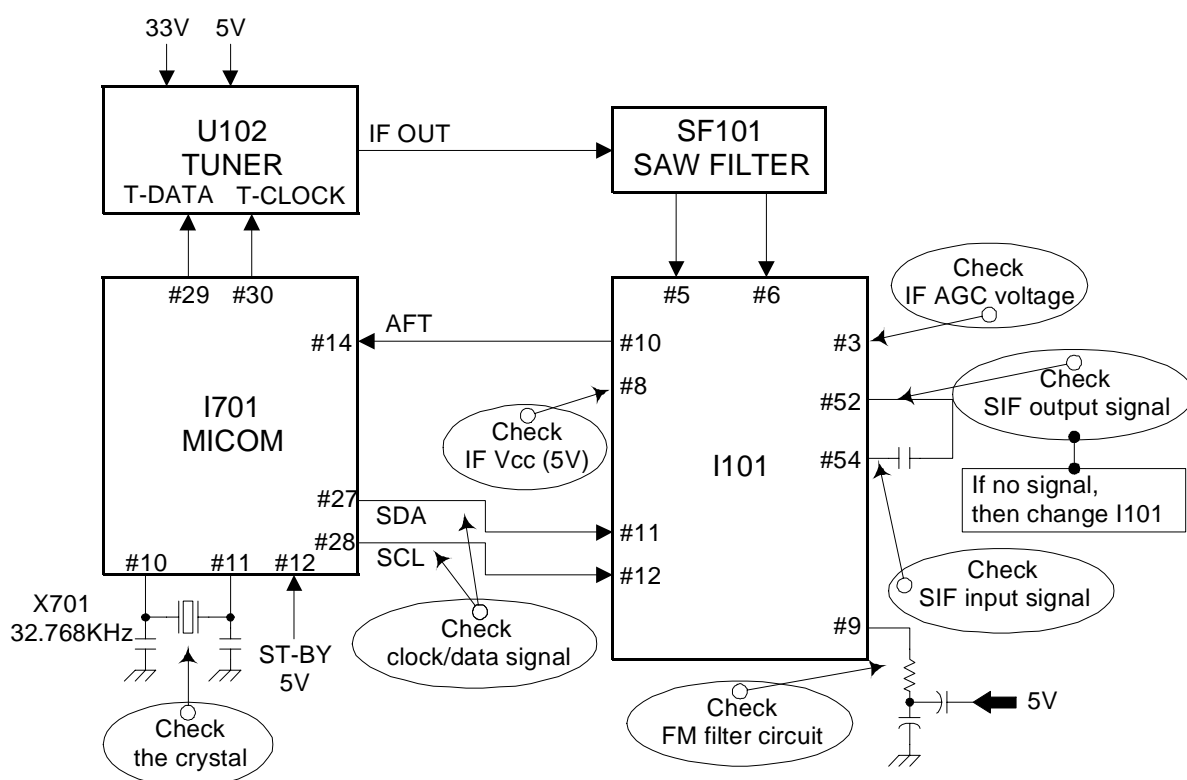 33V 5V
U102
TUNER
T-DATA T-CLOCK
IF OUT
SF101
SAW FILTER
#29 #30
#14
I701
MICOM
#27
#28
#10 #11 #12
AFT
SDA
SCL
X701
32.768KHz
ST-BY
5V
Check
the crystal
Check
clock/data signal
Check
IF Vcc (5V)
#5 #6
#10
#8
#11
#12
I101
#3
#52
#54
#9
Check
IF AGC voltage
Check
SIF output signal
If no signal,
then change I101
Check
SIF input signal
Check
FM filter circuit
5V